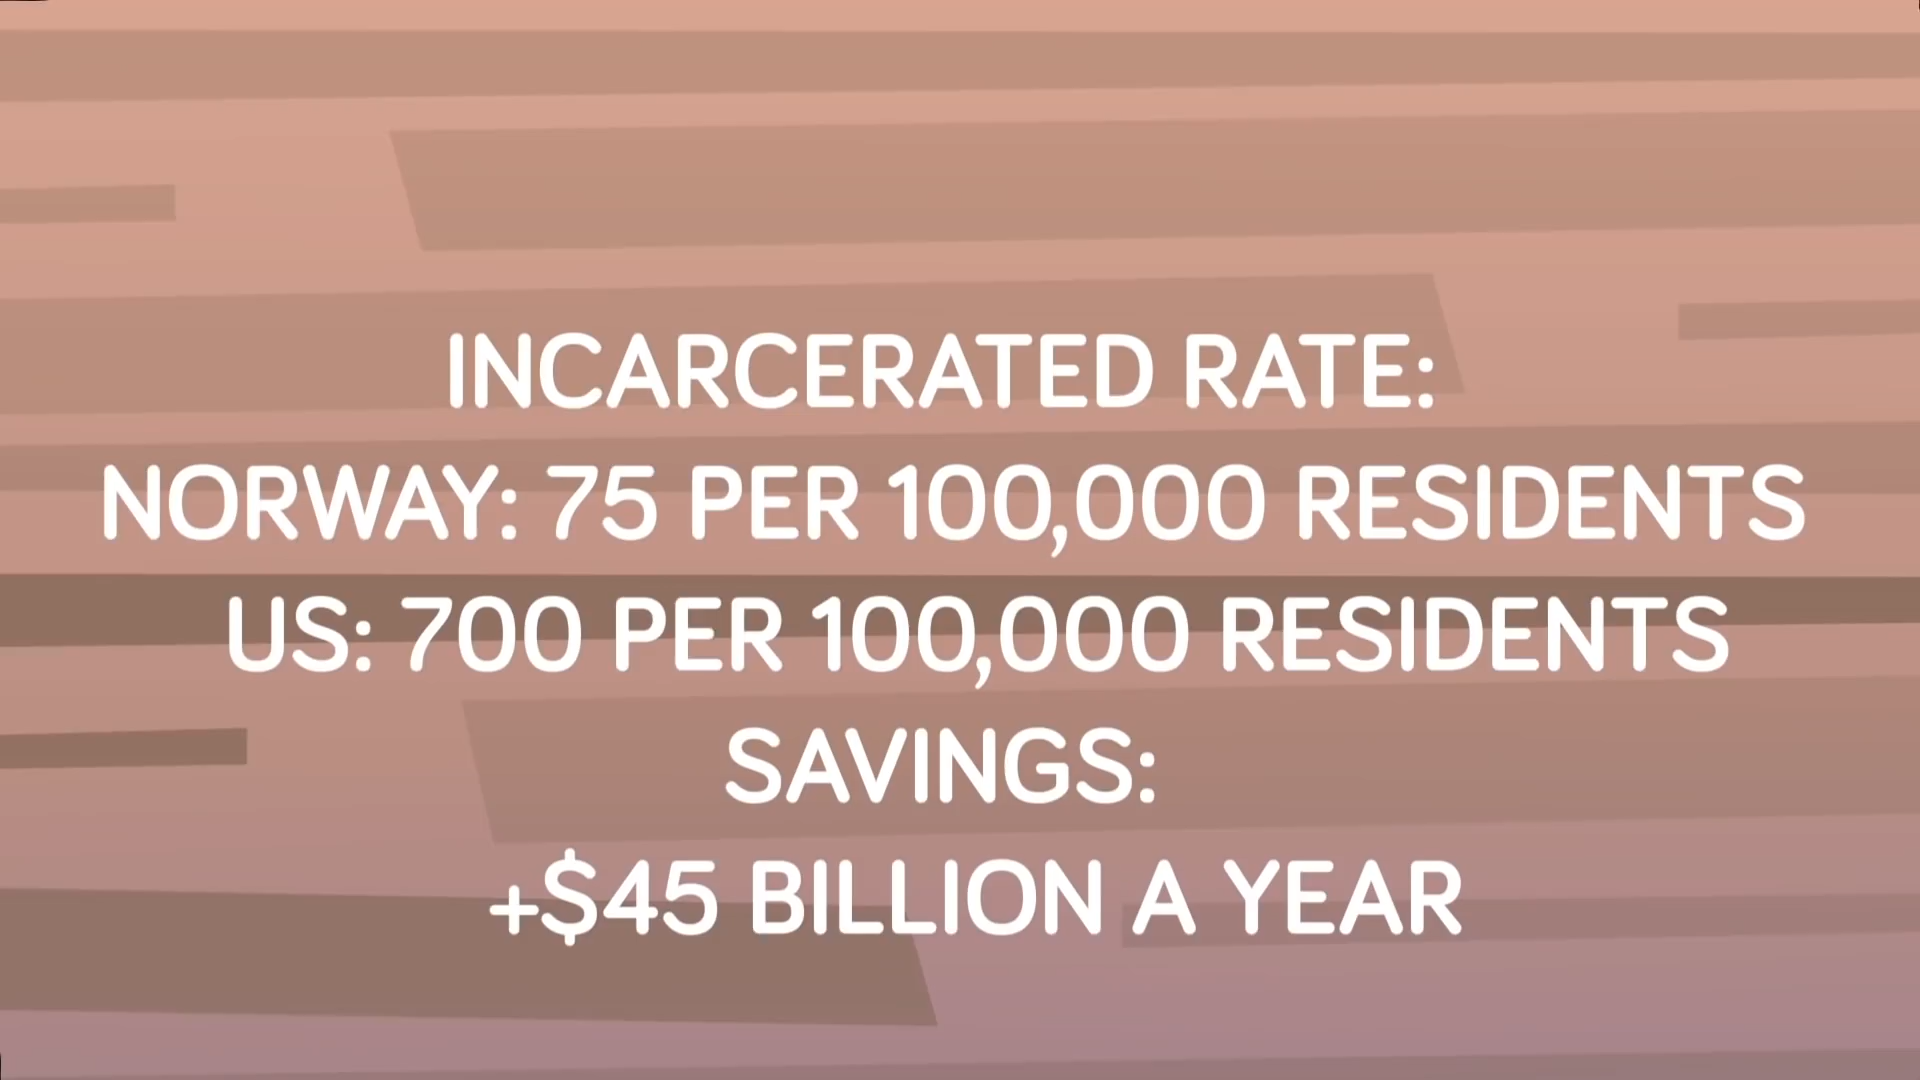 INCARCERATED RATE:
NORWAY: 75 PER 100,000 RESIDENTS
US: 700 PER 100,000 RESIDENTS
SAVINGS:
+$45 BILLION A YEAR